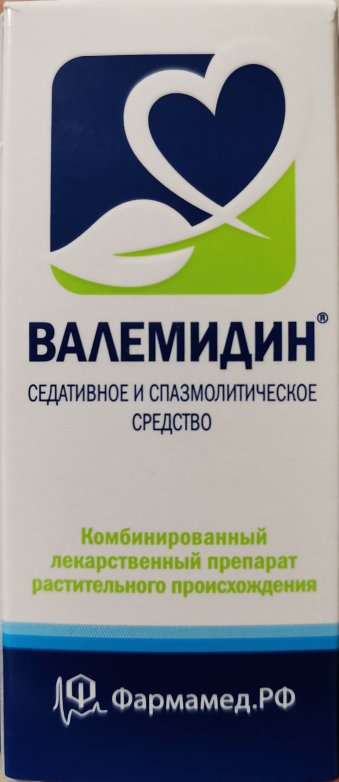 ВАЛЕМИДИН®
СЕДАТИВНОЕ И СПАЗМОЛИТИЧЕСКОЕ
СРЕДСТВО
Комбинированный
лекарственный препарат
растительного происхождения
Фармамед.РФ